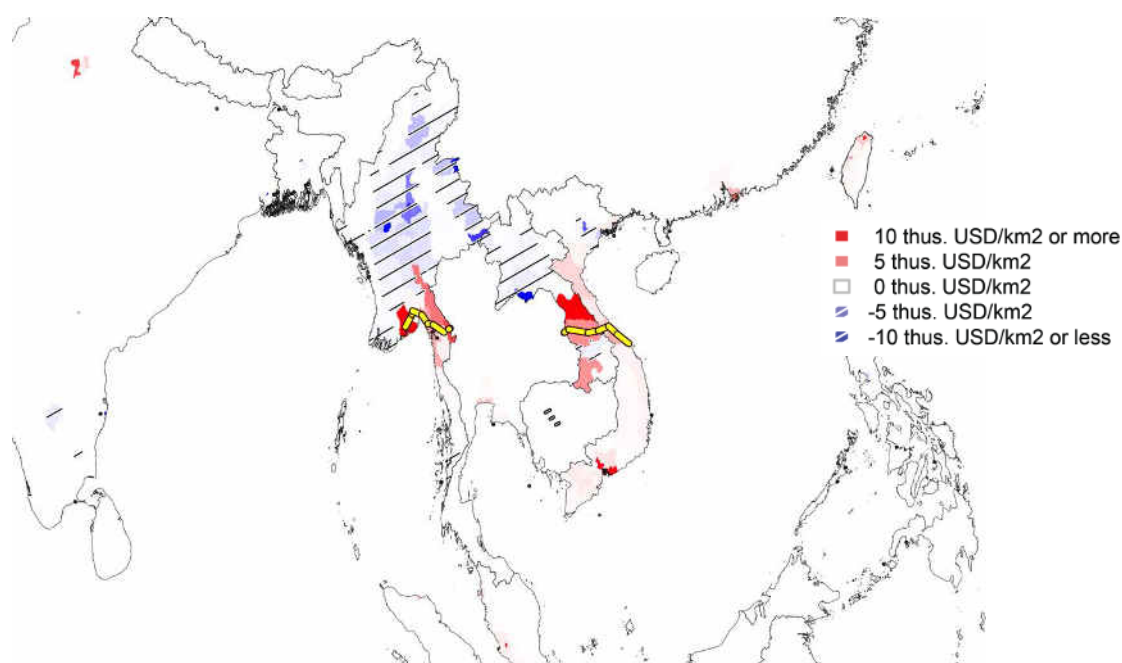 10 thus. USD/km2 or more
5 thus. USD/km2
0 thus. USD/km2
-5 thus. USD/km2
-10 thus. USD/km2 or less